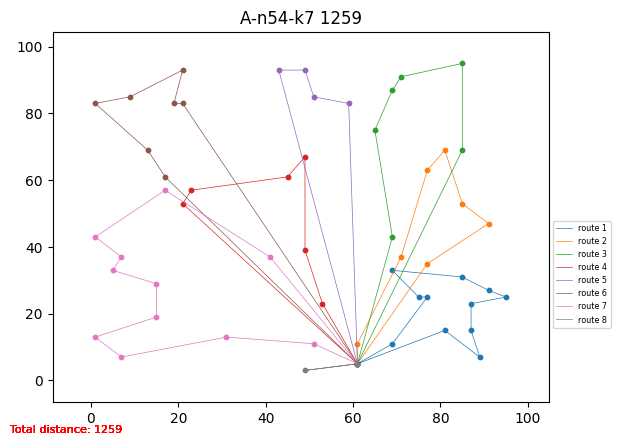 A-n54-k7 1259
100
80
60
40
20
0
0 20 40 60 80 100
route 1
route 2
route 3
route 4
route 5
route 6
route 7
route 8
Total distance: 1259